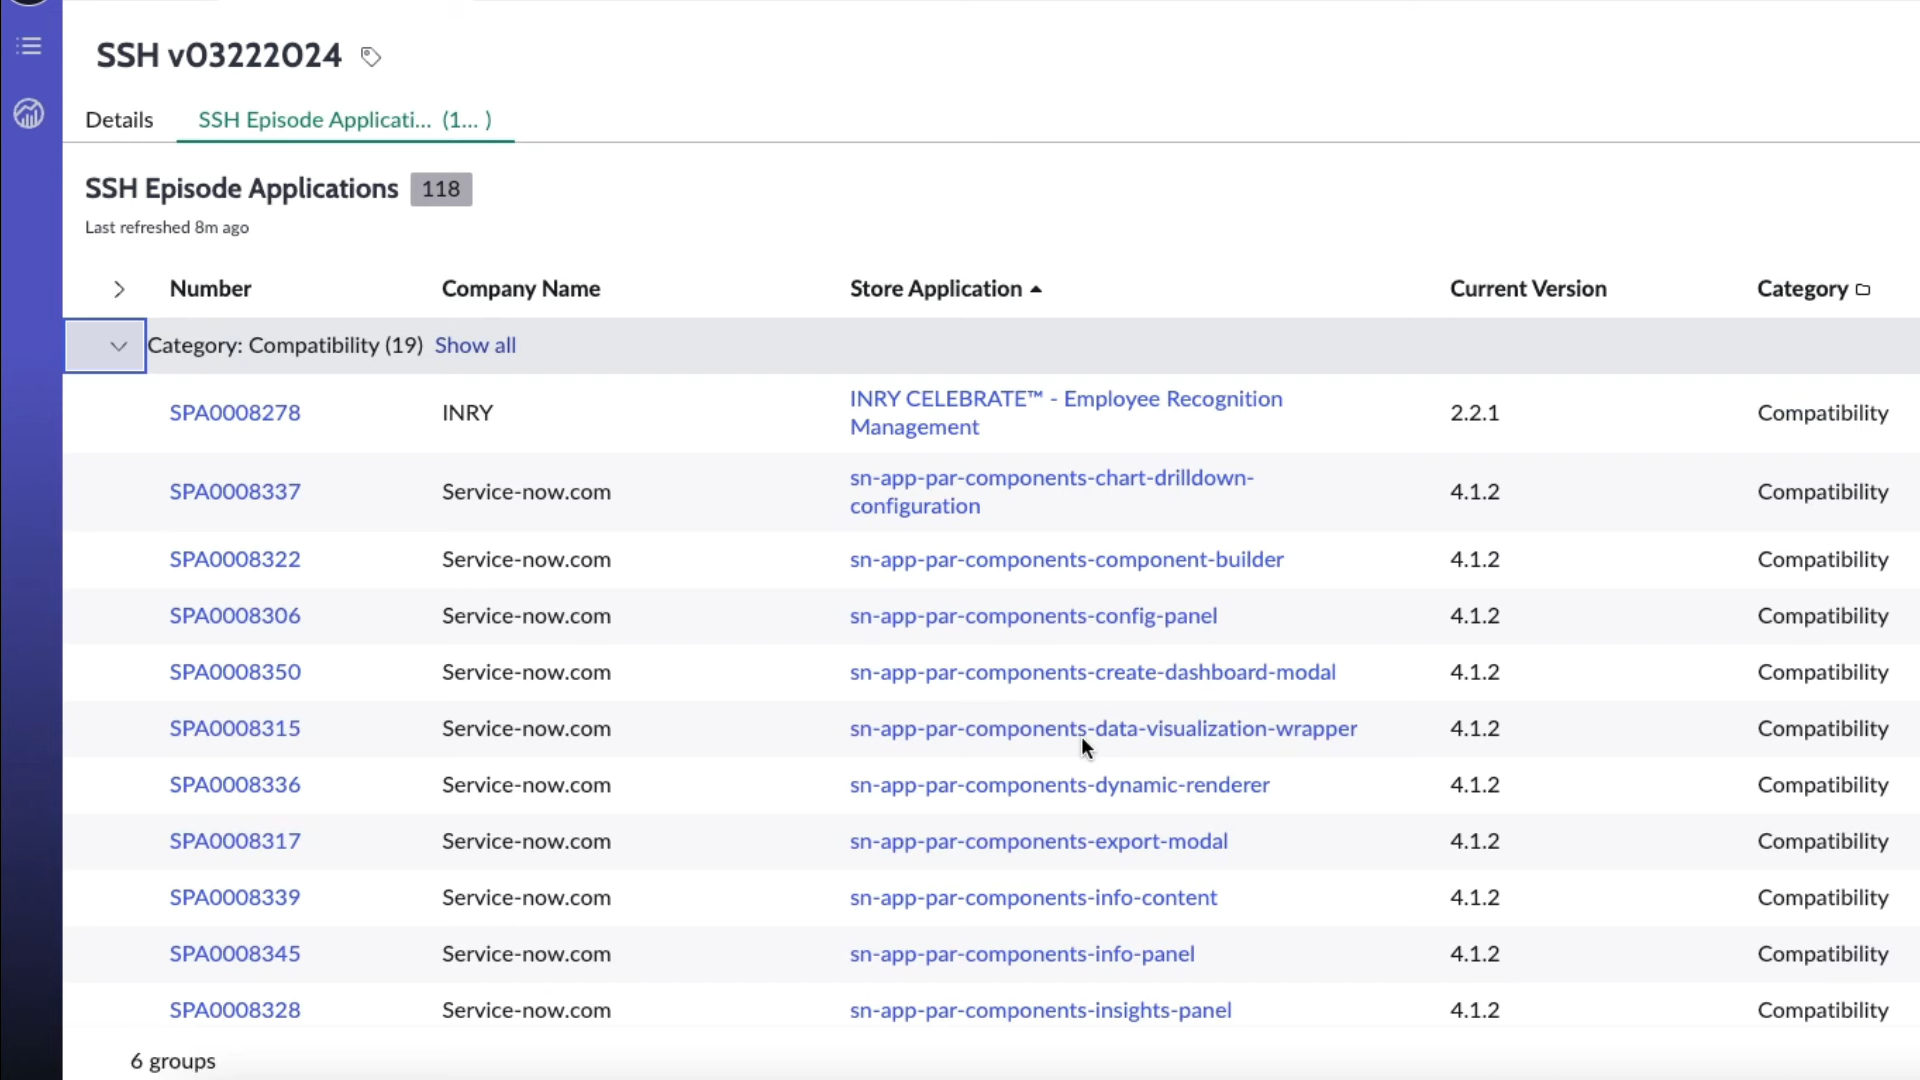 SSH v03222024
Details SSH Episode Applicati... (1... )
SSH Episode Applications 118
Last refreshed 8m ago
Number Company Name Store Application Current Version Category
Category: Compatibility (19) Show all
SPA0008278 INRY INRY CELEBRATE™ - Employee Recognition Management 2.2.1 Compatibility
SPA0008337 Service-now.com sn-app-par-components-chart-drilldown-configuration 4.1.2 Compatibility
SPA0008322 Service-now.com sn-app-par-components-component-builder 4.1.2 Compatibility
SPA0008306 Service-now.com sn-app-par-components-config-panel 4.1.2 Compatibility
SPA0008350 Service-now.com sn-app-par-components-create-dashboard-modal 4.1.2 Compatibility
SPA0008315 Service-now.com sn-app-par-components-data-visualization-wrapper 4.1.2 Compatibility
SPA0008336 Service-now.com sn-app-par-components-dynamic-renderer 4.1.2 Compatibility
SPA0008317 Service-now.com sn-app-par-components-export-modal 4.1.2 Compatibility
SPA0008339 Service-now.com sn-app-par-components-info-content 4.1.2 Compatibility
SPA0008345 Service-now.com sn-app-par-components-info-panel 4.1.2 Compatibility
SPA0008328 Service-now.com sn-app-par-components-insights-panel 4.1.2 Compatibility
6 groups